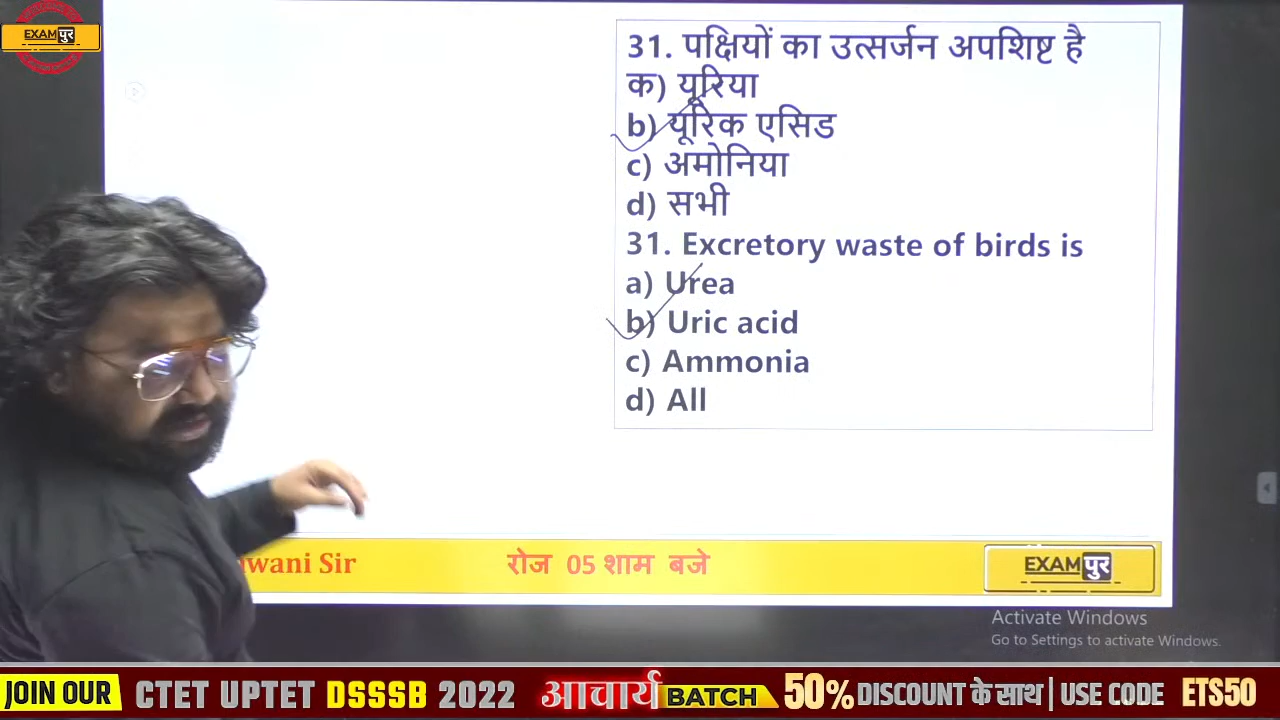 EXAMपुर
31. पक्षियों का उत्सर्जन अपशिष्ट है
क) यूरिया
b) यूरिक एसिड
c) अमोनिया
d) सभी
31. Excretory waste of birds is
a) Urea
b) Uric acid
c) Ammonia
d) All
Sir रोज 05 शाम बजे EXAMपुर
Activate Windows
Go to Settings to activate Windows.
JOIN OUR CTET UPTET DSSSB 2022 आचार्य BATCH 50% DISCOUNT के साथ | USE CODE ETS50